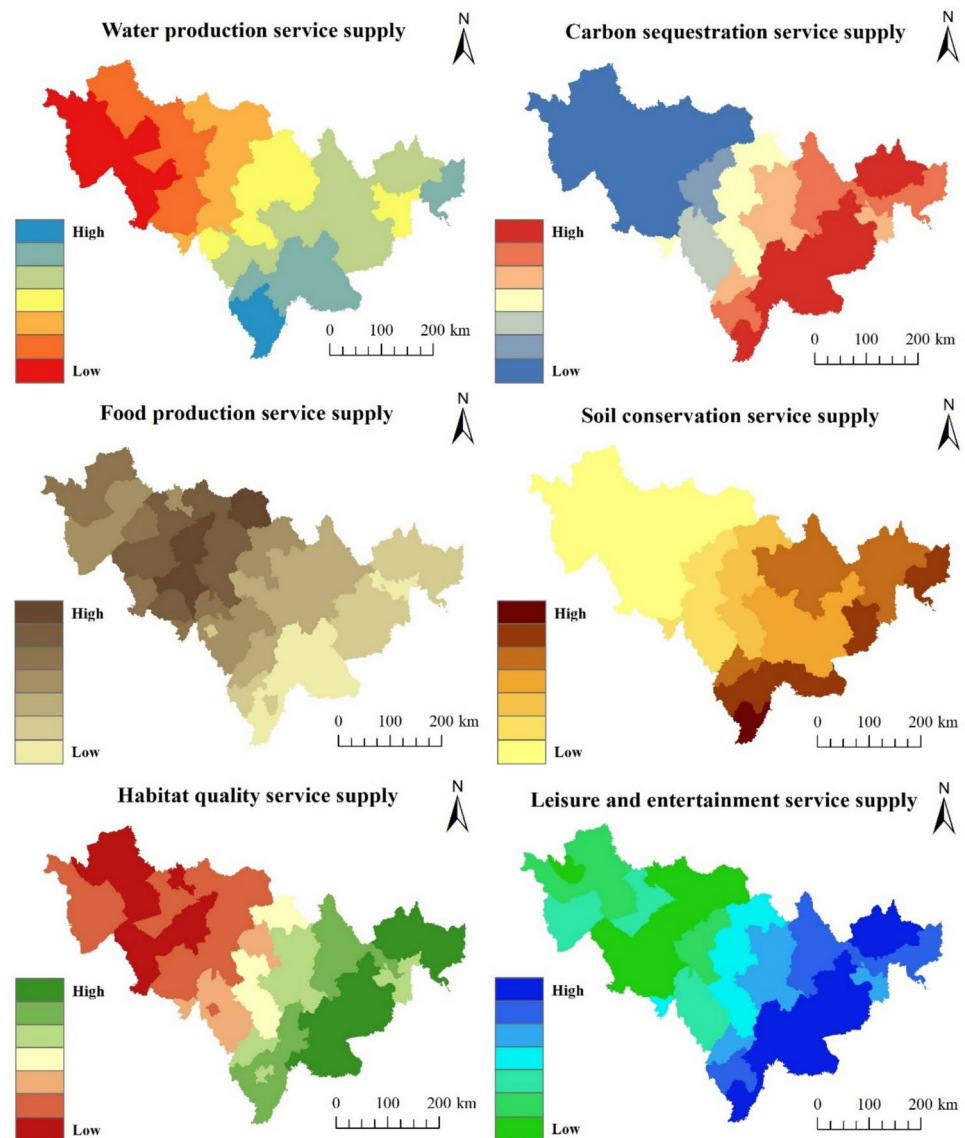 Water production service supply
N
High
Low
0 100 200 km
Carbon sequestration service supply
N
High
Low
0 100 200 km
Food production service supply
N
High
Low
0 100 200 km
Soil conservation service supply
N
High
Low
0 100 200 km
Habitat quality service supply
N
High
Low
0 100 200 km
Leisure and entertainment service supply
N
High
Low
0 100 200 km